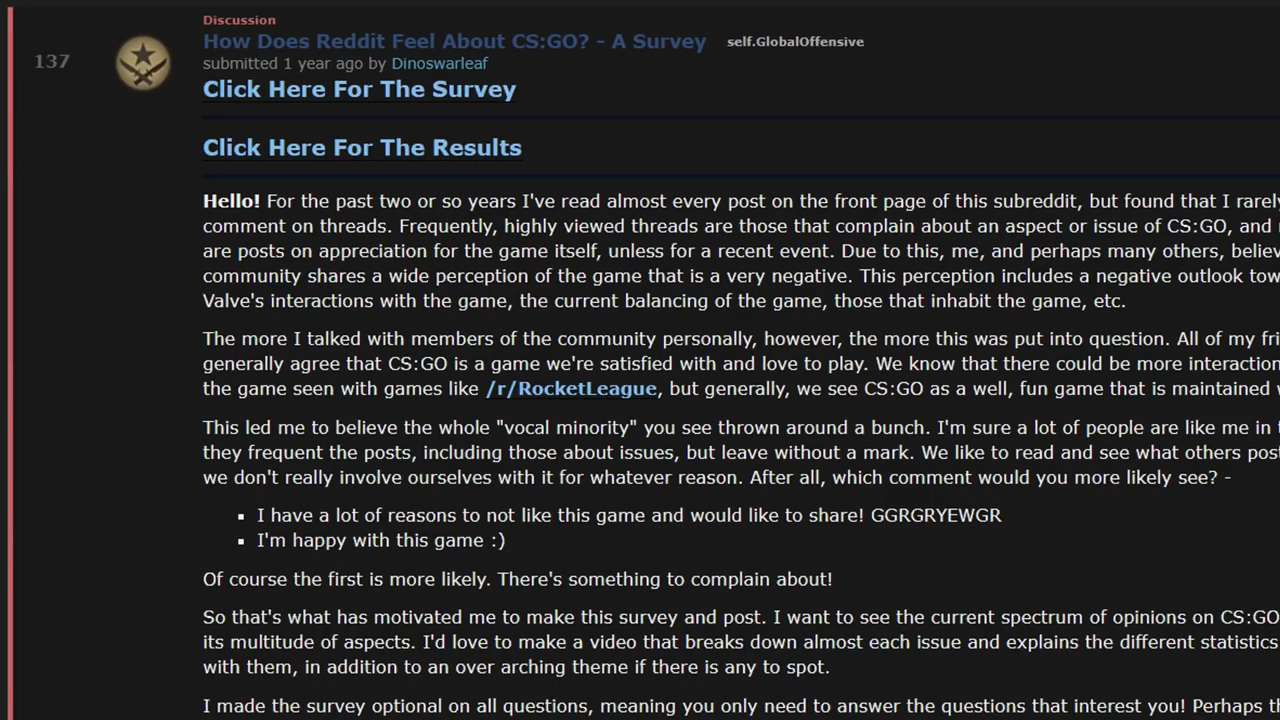 Discussion
How Does Reddit Feel About CS:GO? - A Survey self.GlobalOffensive
137
submitted 1 year ago by Dinoswarleaf
Click Here For The Survey
Click Here For The Results
Hello! For the past two or so years I've read almost every post on the front page of this subreddit, but found that I rarely
comment on threads. Frequently, highly viewed threads are those that complain about an aspect or issue of CS:GO, and
are posts on appreciation for the game itself, unless for a recent event. Due to this, me, and perhaps many others,
community shares a wide perception of the game that is a very negative. This perception includes a negative outlook
Valve's interactions with the game, the current balancing of the game, those that inhabit the game, etc.
The more I talked with members of the community personally, however, the more this was put into question. All of my
generally agree that CS:GO is a game we're satisfied with and love to play. We know that there could be more interaction
the game seen with games like /r/RocketLeague, but generally, we see CS:GO as a well, fun game that is maintained
This led me to believe the whole "vocal minority" you see thrown around a bunch. I'm sure a lot of people are like me in
they frequent the posts, including those about issues, but leave without a mark. We like to read and see what others post
we don't really involve ourselves with it for whatever reason. After all, which comment would you more likely see? -
▪ I have a lot of reasons to not like this game and would like to share! GGRGRYEWGR
▪ I'm happy with this game :)
Of course the first is more likely. There's something to complain about!
So that's what has motivated me to make this survey and post. I want to see the current spectrum of opinions on CS:GO
its multitude of aspects. I'd love to make a video that breaks down almost each issue and explains the different statistics
with them, in addition to an over arching theme if there is any to spot.
I made the survey optional on all questions, meaning you only need to answer the questions that interest you! Perhaps